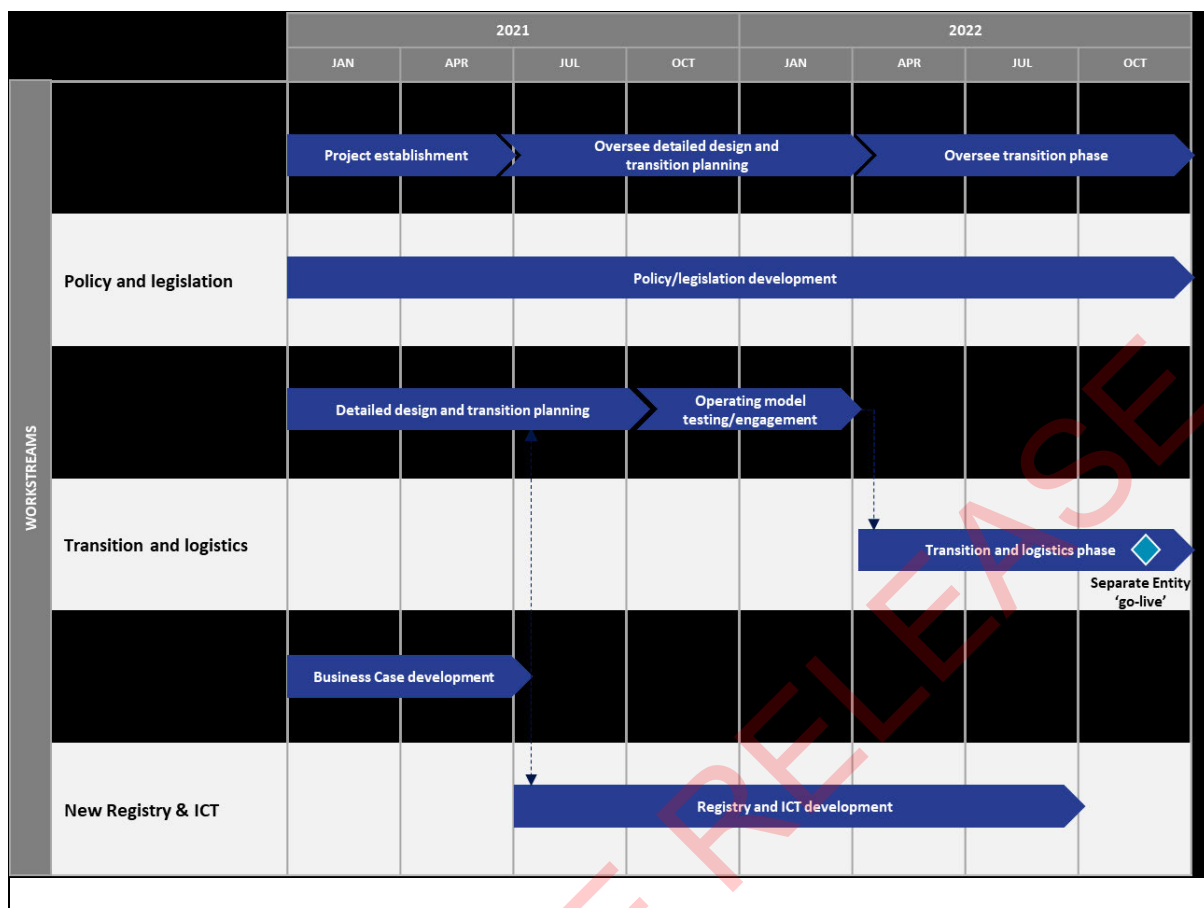 2021
2022
JAN
APR
JUL
OCT
JAN
APR
JUL
OCT
WORKSTREAMS
Project establishment
Oversee detailed design and
transition planning
Oversee transition phase
Policy and legislation
Policy/legislation development
Detailed design and transition planning
Operating model
testing/engagement
Transition and logistics
Transition and logistics phase
Separate Entity
‘go-live’
Business Case development
New Registry & ICT
Registry and ICT development
RELEASE